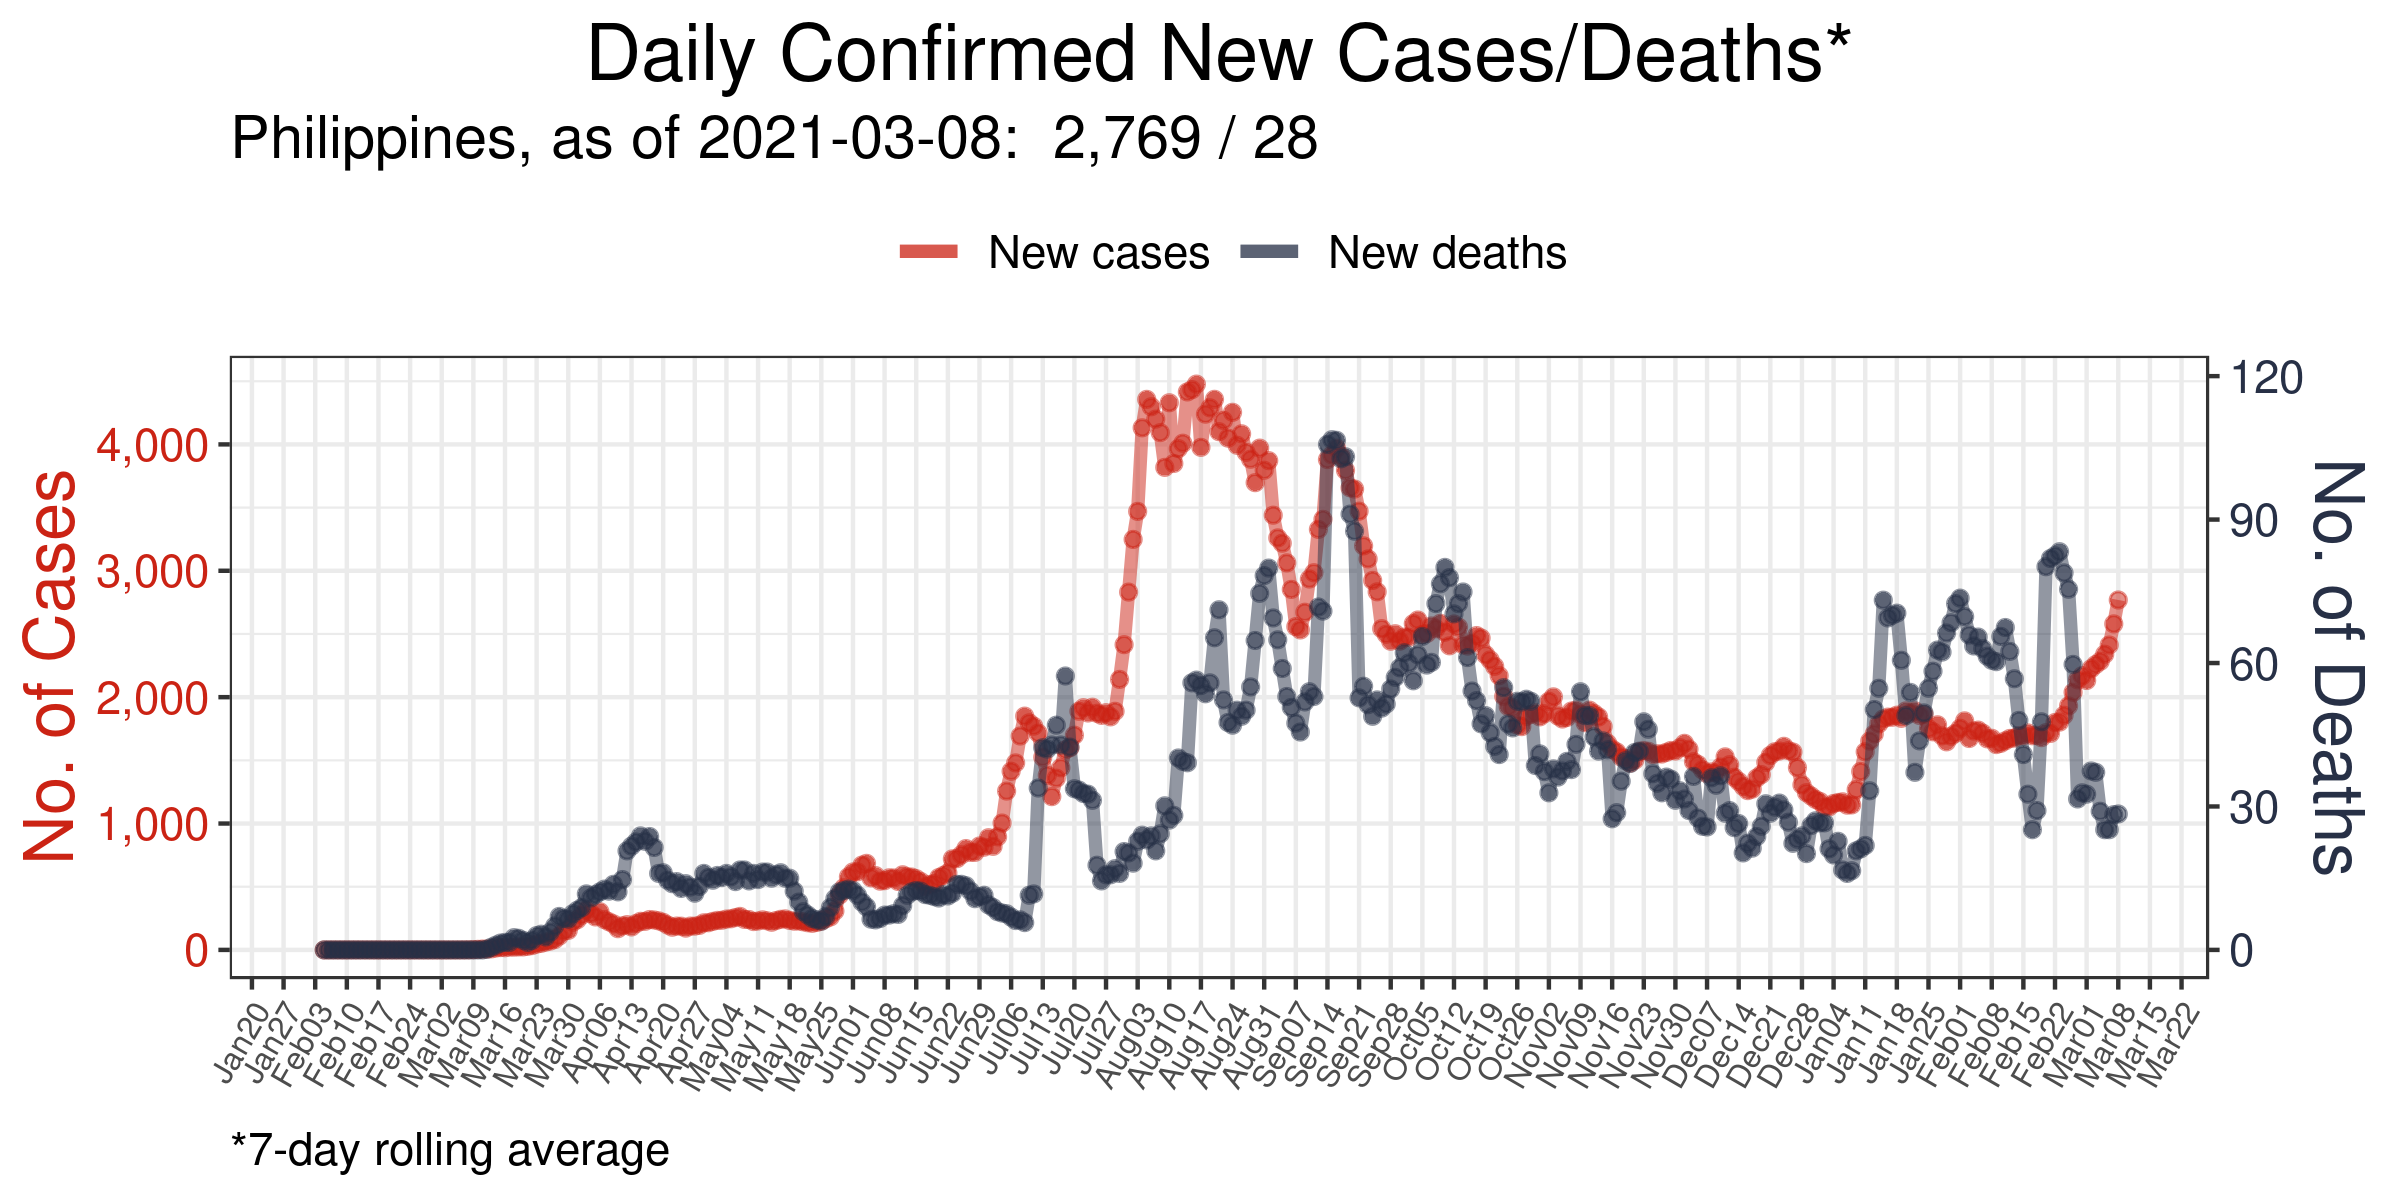 Daily Confirmed New Cases/Deaths*
Philippines, as of 2021-03-08:  2,769 / 28
New cases New deaths
No. of Cases
4,000
3,000
2,000
1,000
0
120
90
60
30
0
No. of Deaths
Jan20 Jan27 Feb03 Feb10 Feb17 Feb24 Mar02 Mar09 Mar16 Mar23 Mar30 Apr06 Apr13 Apr20 Apr27 May04 May11 May18 May25 Jun01 Jun08 Jun15 Jun22 Jun29 Jul06 Jul13 Jul20 Jul27 Aug03 Aug10 Aug17 Aug24 Aug31 Sep07 Sep14 Sep21 Sep28 Oct05 Oct12 Oct19 Oct26 Nov02 Nov09 Nov16 Nov23 Nov30 Dec07 Dec14 Dec21 Dec28 Jan04 Jan11 Jan18 Jan25 Feb01 Feb08 Feb15 Feb22 Mar01 Mar08 Mar15 Mar22
*7-day rolling average